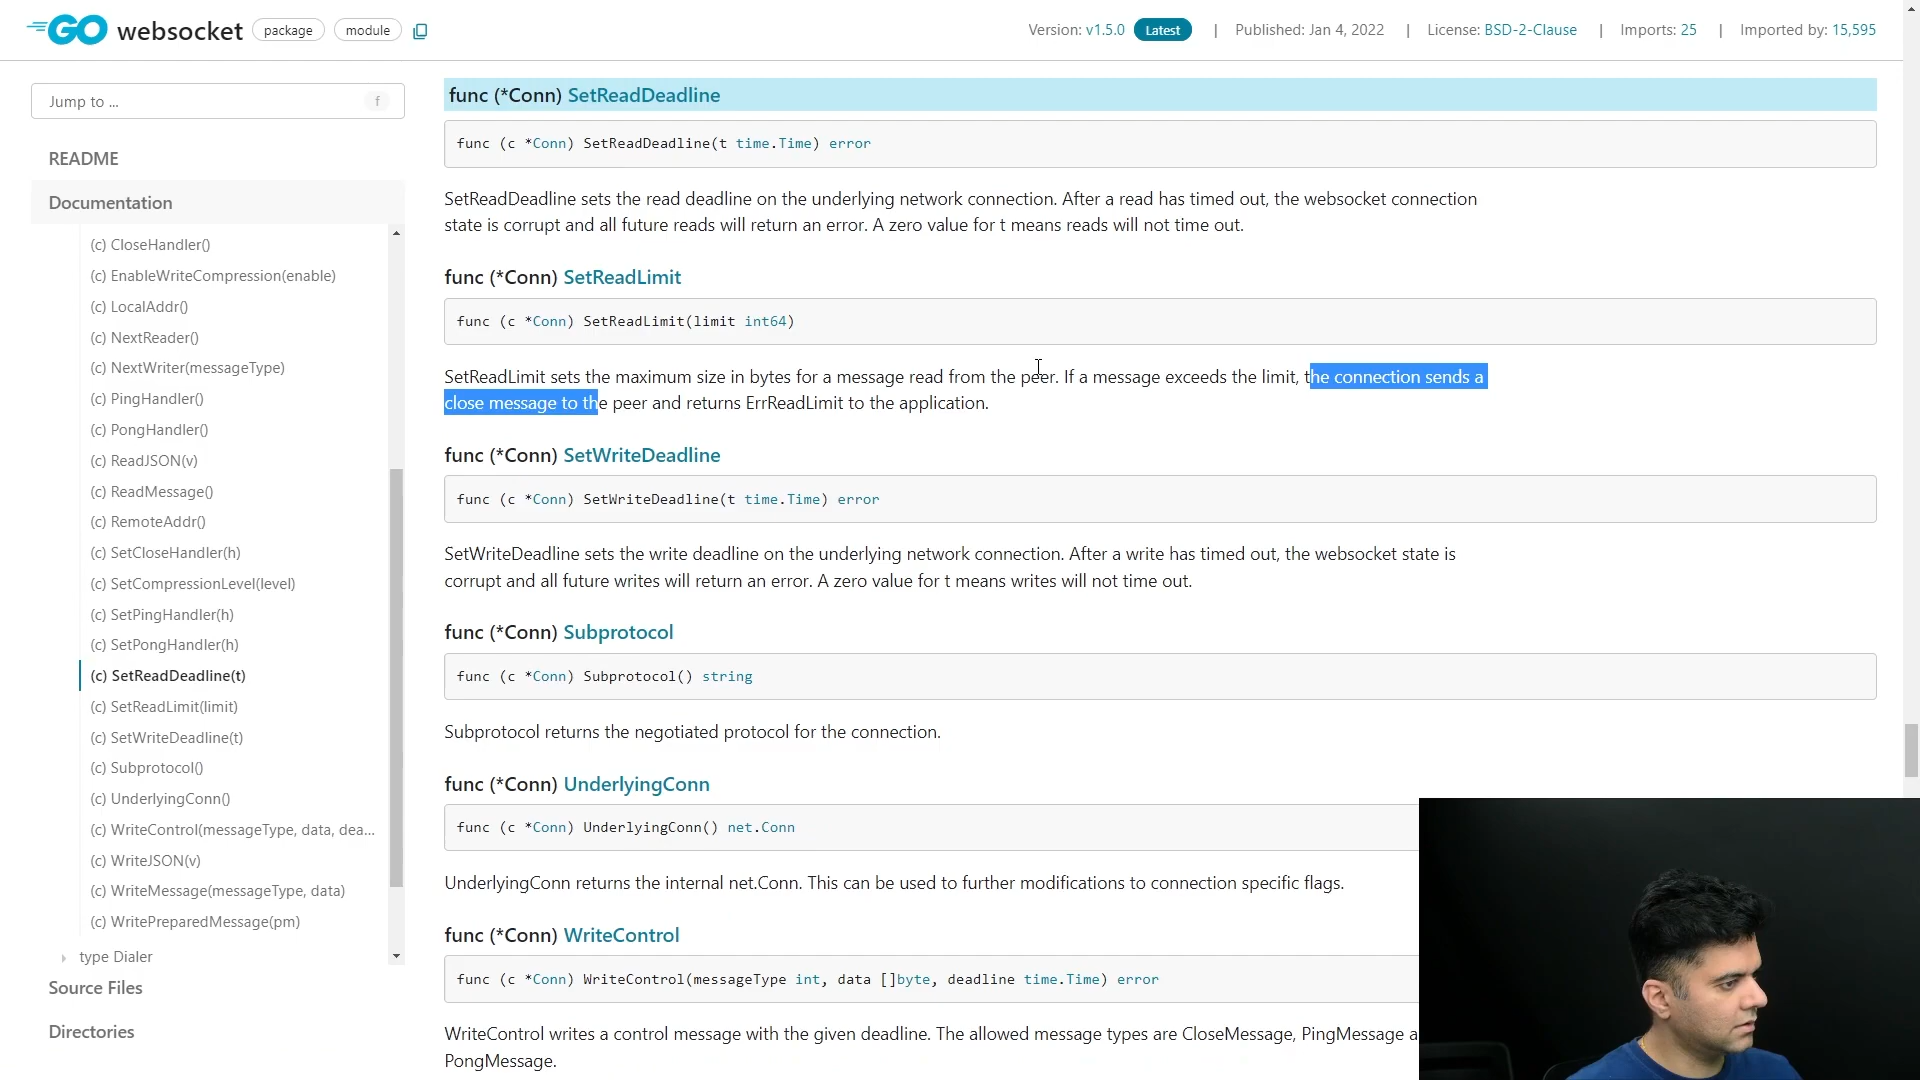 GO websocket package module
Version: v1.5.0 Latest | Published: Jan 4, 2022 | License: BSD-2-Clause | Imports: 25 | Imported by: 15,595
Jump to ... f
README
Documentation
(c) CloseHandler()
(c) EnableWriteCompression(enable)
(c) LocalAddr()
(c) NextReader()
(c) NextWriter(messageType)
(c) PingHandler()
(c) PongHandler()
(c) ReadJSON(v)
(c) ReadMessage()
(c) RemoteAddr()
(c) SetCloseHandler(h)
(c) SetCompressionLevel(level)
(c) SetPingHandler(h)
(c) SetPongHandler(h)
(c) SetReadDeadline(t)
(c) SetReadLimit(limit)
(c) SetWriteDeadline(t)
(c) Subprotocol()
(c) UnderlyingConn()
(c) WriteControl(messageType, data, dea...
(c) WriteJSON(v)
(c) WriteMessage(messageType, data)
(c) WritePreparedMessage(pm)
type Dialer
Source Files
Directories
func (*Conn) SetReadDeadline
func (c *Conn) SetReadDeadline(t time.Time) error
SetReadDeadline sets the read deadline on the underlying network connection. After a read has timed out, the websocket connection
state is corrupt and all future reads will return an error. A zero value for t means reads will not time out.
func (*Conn) SetReadLimit
func (c *Conn) SetReadLimit(limit int64)
SetReadLimit sets the maximum size in bytes for a message read from the peer. If a message exceeds the limit, the connection sends a
close message to the peer and returns ErrReadLimit to the application.
func (*Conn) SetWriteDeadline
func (c *Conn) SetWriteDeadline(t time.Time) error
SetWriteDeadline sets the write deadline on the underlying network connection. After a write has timed out, the websocket state is
corrupt and all future writes will return an error. A zero value for t means writes will not time out.
func (*Conn) Subprotocol
func (c *Conn) Subprotocol() string
Subprotocol returns the negotiated protocol for the connection.
func (*Conn) UnderlyingConn
func (c *Conn) UnderlyingConn() net.Conn
UnderlyingConn returns the internal net.Conn. This can be used to further modifications to connection specific flags.
func (*Conn) WriteControl
func (c *Conn) WriteControl(messageType int, data []byte, deadline time.Time) error
WriteControl writes a control message with the given deadline. The allowed message types are CloseMessage, PingMessage a
PongMessage.